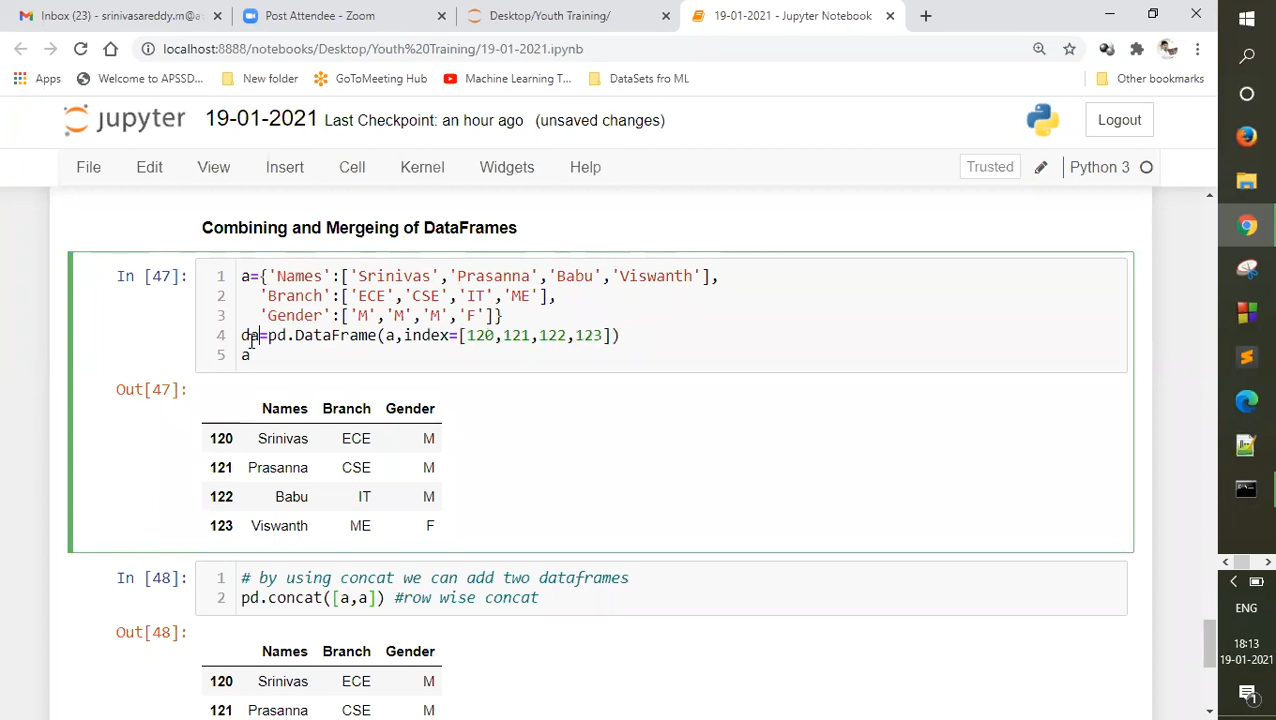 Inbox (23) - srinivasareddy.m@a
Post Attendee - Zoom
Desktop/Youth Training/
19-01-2021 - Jupyter Notebook
localhost:8888/notebooks/Desktop/Youth%20Training/19-01-2021.ipynb
Apps
Welcome to APSSD...
New folder
GoToMeeting Hub
Machine Learning T...
DataSets fro ML
Other bookmarks
jupyter 19-01-2021 Last Checkpoint: an hour ago (unsaved changes)
Logout
File Edit View Insert Cell Kernel Widgets Help
Trusted
Python 3
Combining and Mergeing of DataFrames
In [47]:
1 a={'Names':['Srinivas','Prasanna','Babu','Viswanth'],
2 'Branch':['ECE','CSE','IT','ME'],
3 'Gender':['M','M','M','F']}
4 da=pd.DataFrame(a,index=[120,121,122,123])
5 a
Out[47]:
Names Branch Gender
120 Srinivas ECE M
121 Prasanna CSE M
122 Babu IT M
123 Viswanth ME F
In [48]:
1 # by using concat we can add two dataframes
2 pd.concat([a,a]) #row wise concat
Out[48]:
Names Branch Gender
120 Srinivas ECE M
121 Prasanna CSE M
ENG
18:13
19-01-2021
1